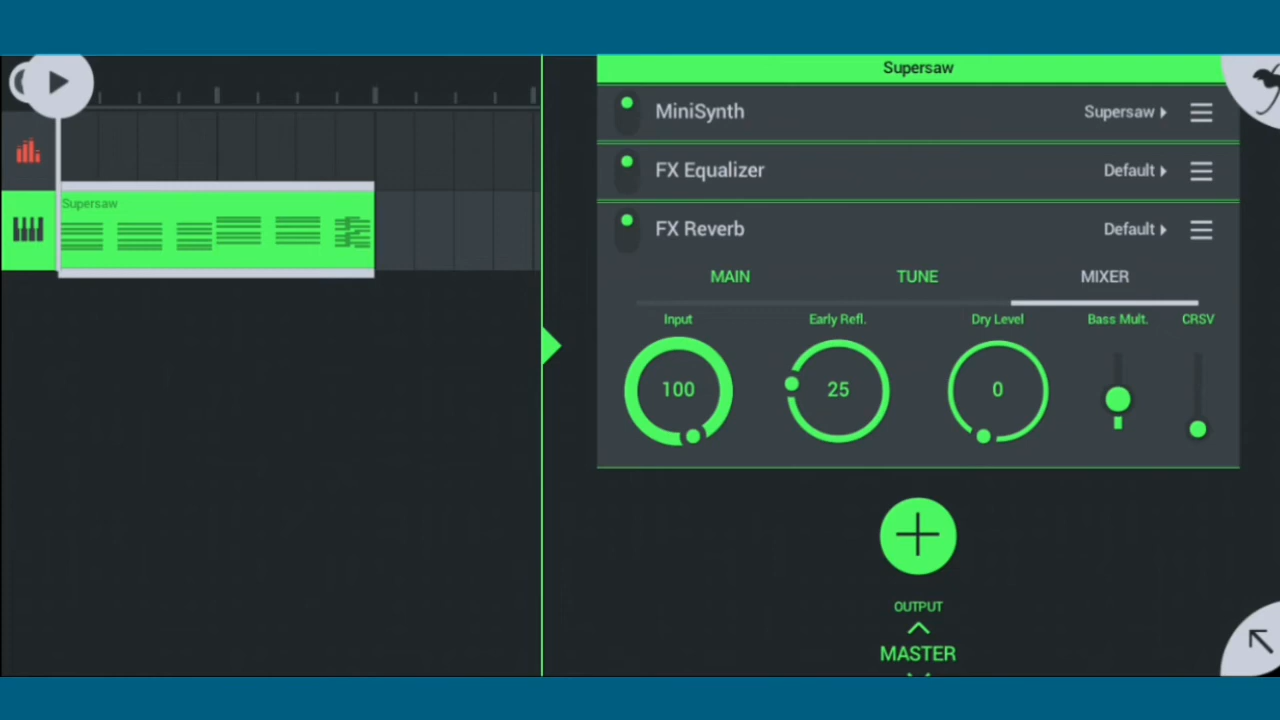 Supersaw
MiniSynth
Supersaw
FX Equalizer
Default
FX Reverb
Default
MAIN
TUNE
MIXER
Input
Early Refl.
Dry Level
Bass Mult.
CRSV
100
25
0
OUTPUT
MASTER
Supersaw